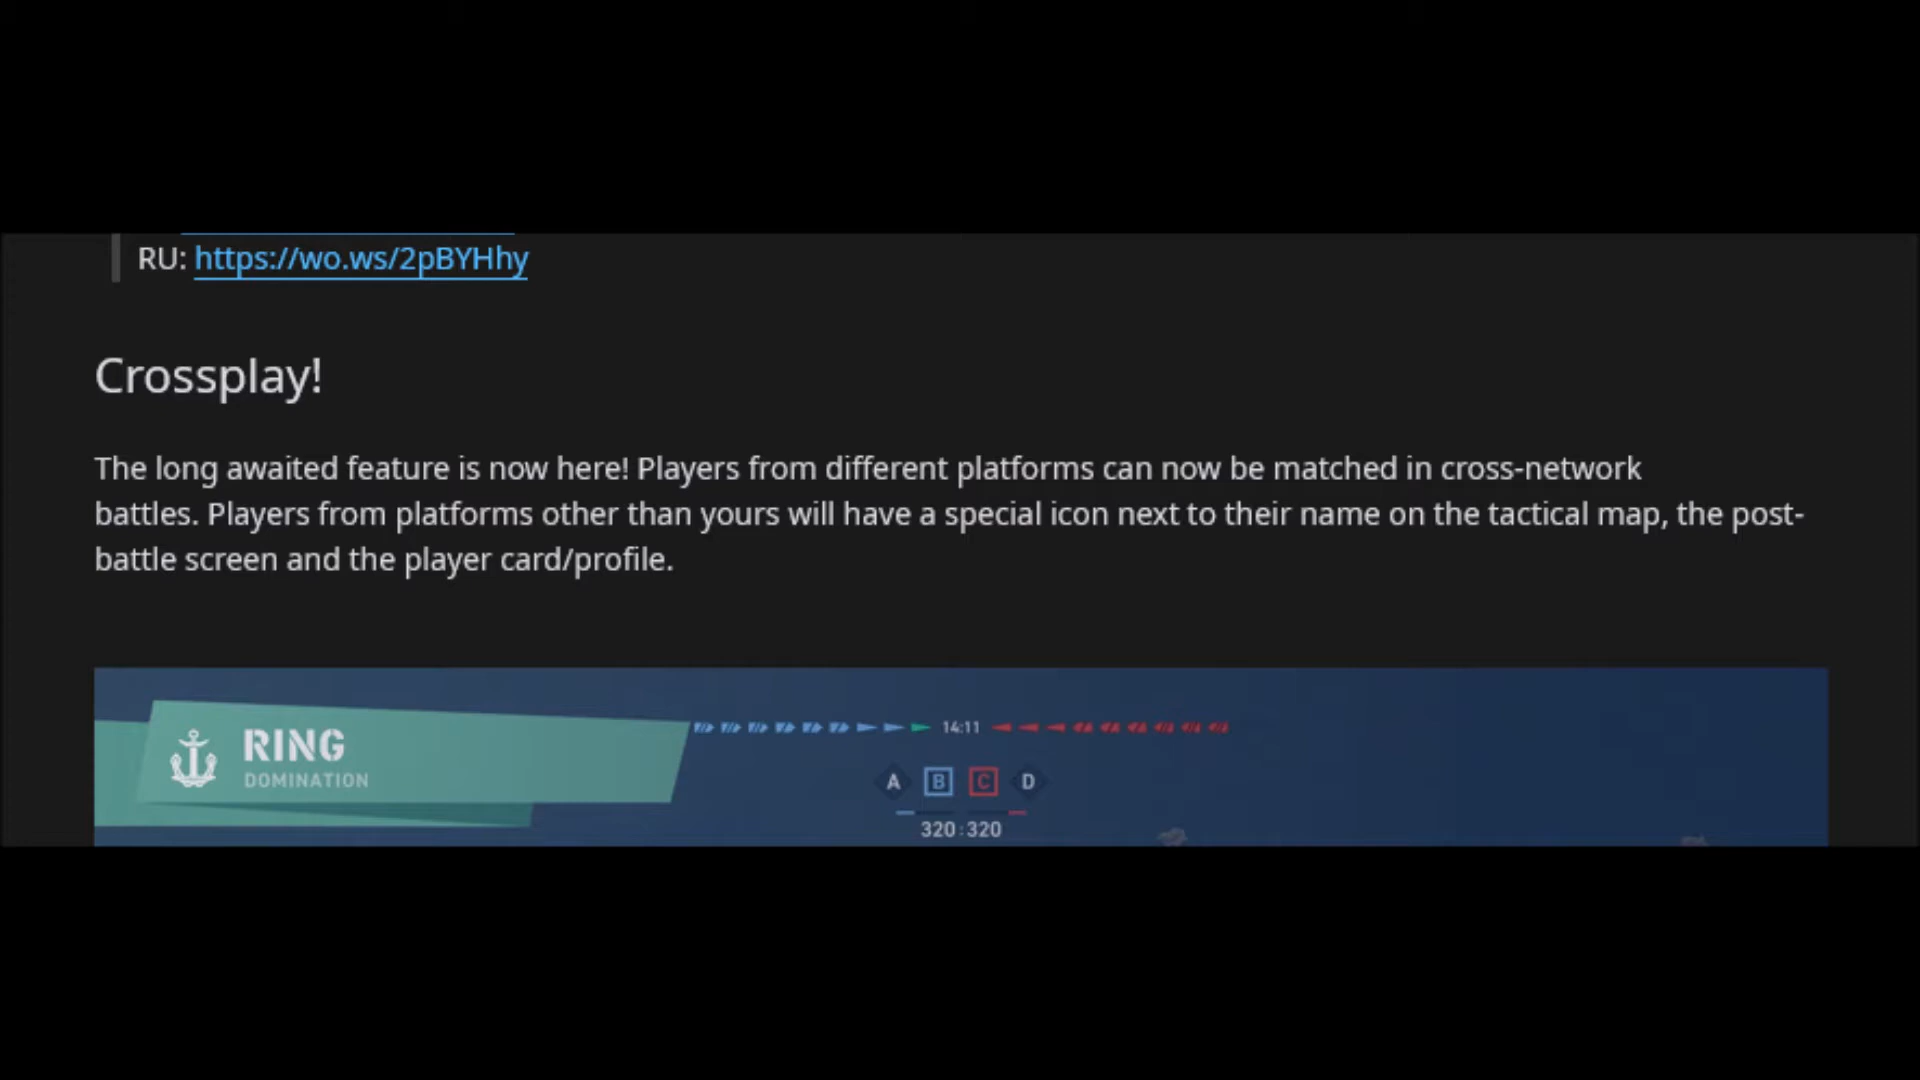 RU: https://wo.ws/2pBYHhy
Crossplay!
The long awaited feature is now here! Players from different platforms can now be matched in cross-network
battles. Players from platforms other than yours will have a special icon next to their name on the tactical map, the post-
battle screen and the player card/profile.
RING
DOMINATION
14:11
A B C D
320 : 320